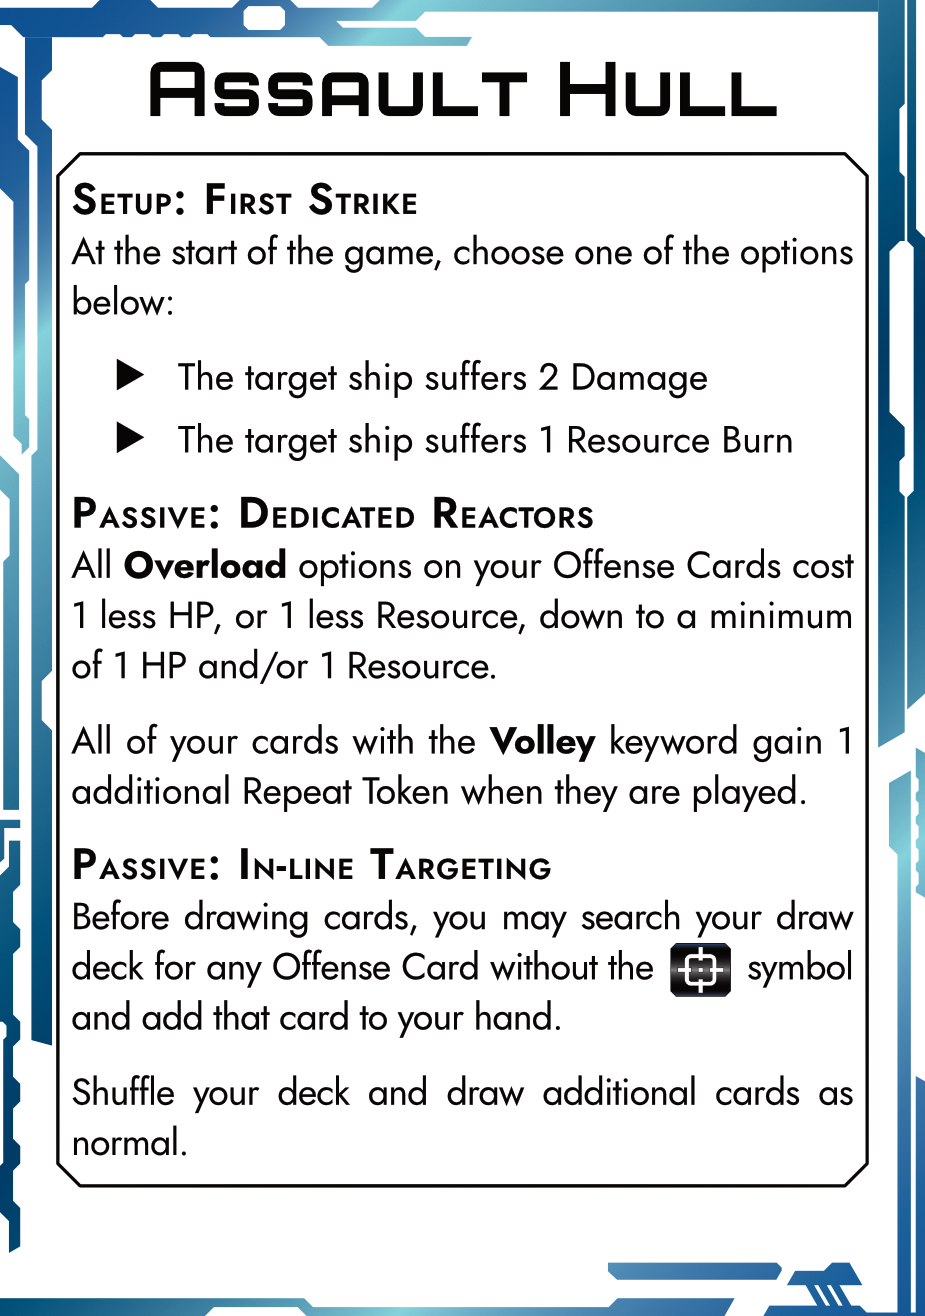 Assault Hull
Setup: First Strike
At the start of the game, choose one of the options
below:
▶ The target ship suffers 2 Damage
▶ The target ship suffers 1 Resource Burn
Passive: Dedicated Reactors
All Overload options on your Offense Cards cost
1 less HP, or 1 less Resource, down to a minimum
of 1 HP and/or 1 Resource.
All of your cards with the Volley keyword gain 1
additional Repeat Token when they are played.
Passive: In-line Targeting
Before drawing cards, you may search your draw
deck for any Offense Card without the symbol
and add that card to your hand.
Shuffle your deck and draw additional cards as
normal.